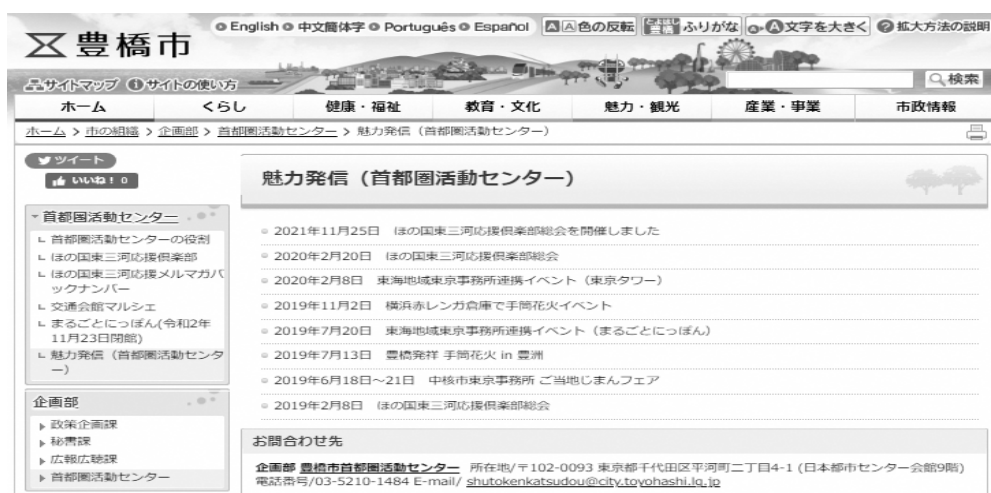 English 中文簡体字 Português Español 色の反転 ふりがな 文字を大きく 拡大方法の説明
豊橋市
サイトマップ サイトの使い方 検索
ホーム くらし 健康・福祉 教育・文化 魅力・観光 産業・事業 市政情報
ホーム > 市の組織 > 企画部 > 首都圏活動センター > 魅力発信（首都圏活動センター）
ツイート
いいね！ 0
魅力発信（首都圏活動センター）
首都圏活動センター
首都圏活動センターの役割
ほの国東三河応援倶楽部
ほの国東三河応援メルマガバ
ックナンバー
交通会館マルシェ
まるごとにっぽん(令和2年
11月23日閉館)
魅力発信（首都圏活動センタ
ー）
企画部
政策企画課
秘書課
広報広聴課
首都圏活動センター
2021年11月25日 ほの国東三河応援倶楽部総会を開催しました
2020年2月20日 ほの国東三河応援倶楽部総会
2020年2月8日 東海地域東京事務所連携イベント（東京タワー）
2019年11月2日 横浜赤レンガ倉庫で手筒花火イベント
2019年7月20日 東海地域東京事務所連携イベント（まるごとにっぽん）
2019年7月13日 豊橋発祥 手筒花火 in 豊洲
2019年6月18日～21日 中核市東京事務所 ご当地じまんフェア
2019年2月8日 ほの国東三河応援倶楽部総会
お問合わせ先
企画部 豊橋市首都圏活動センター 所在地/〒102-0093 東京都千代田区平河町二丁目4-1 (日本都市センター会館9階)
電話番号/03-5210-1484 E-mail/ shutokenkatsudou@city.toyohashi.lg.jp